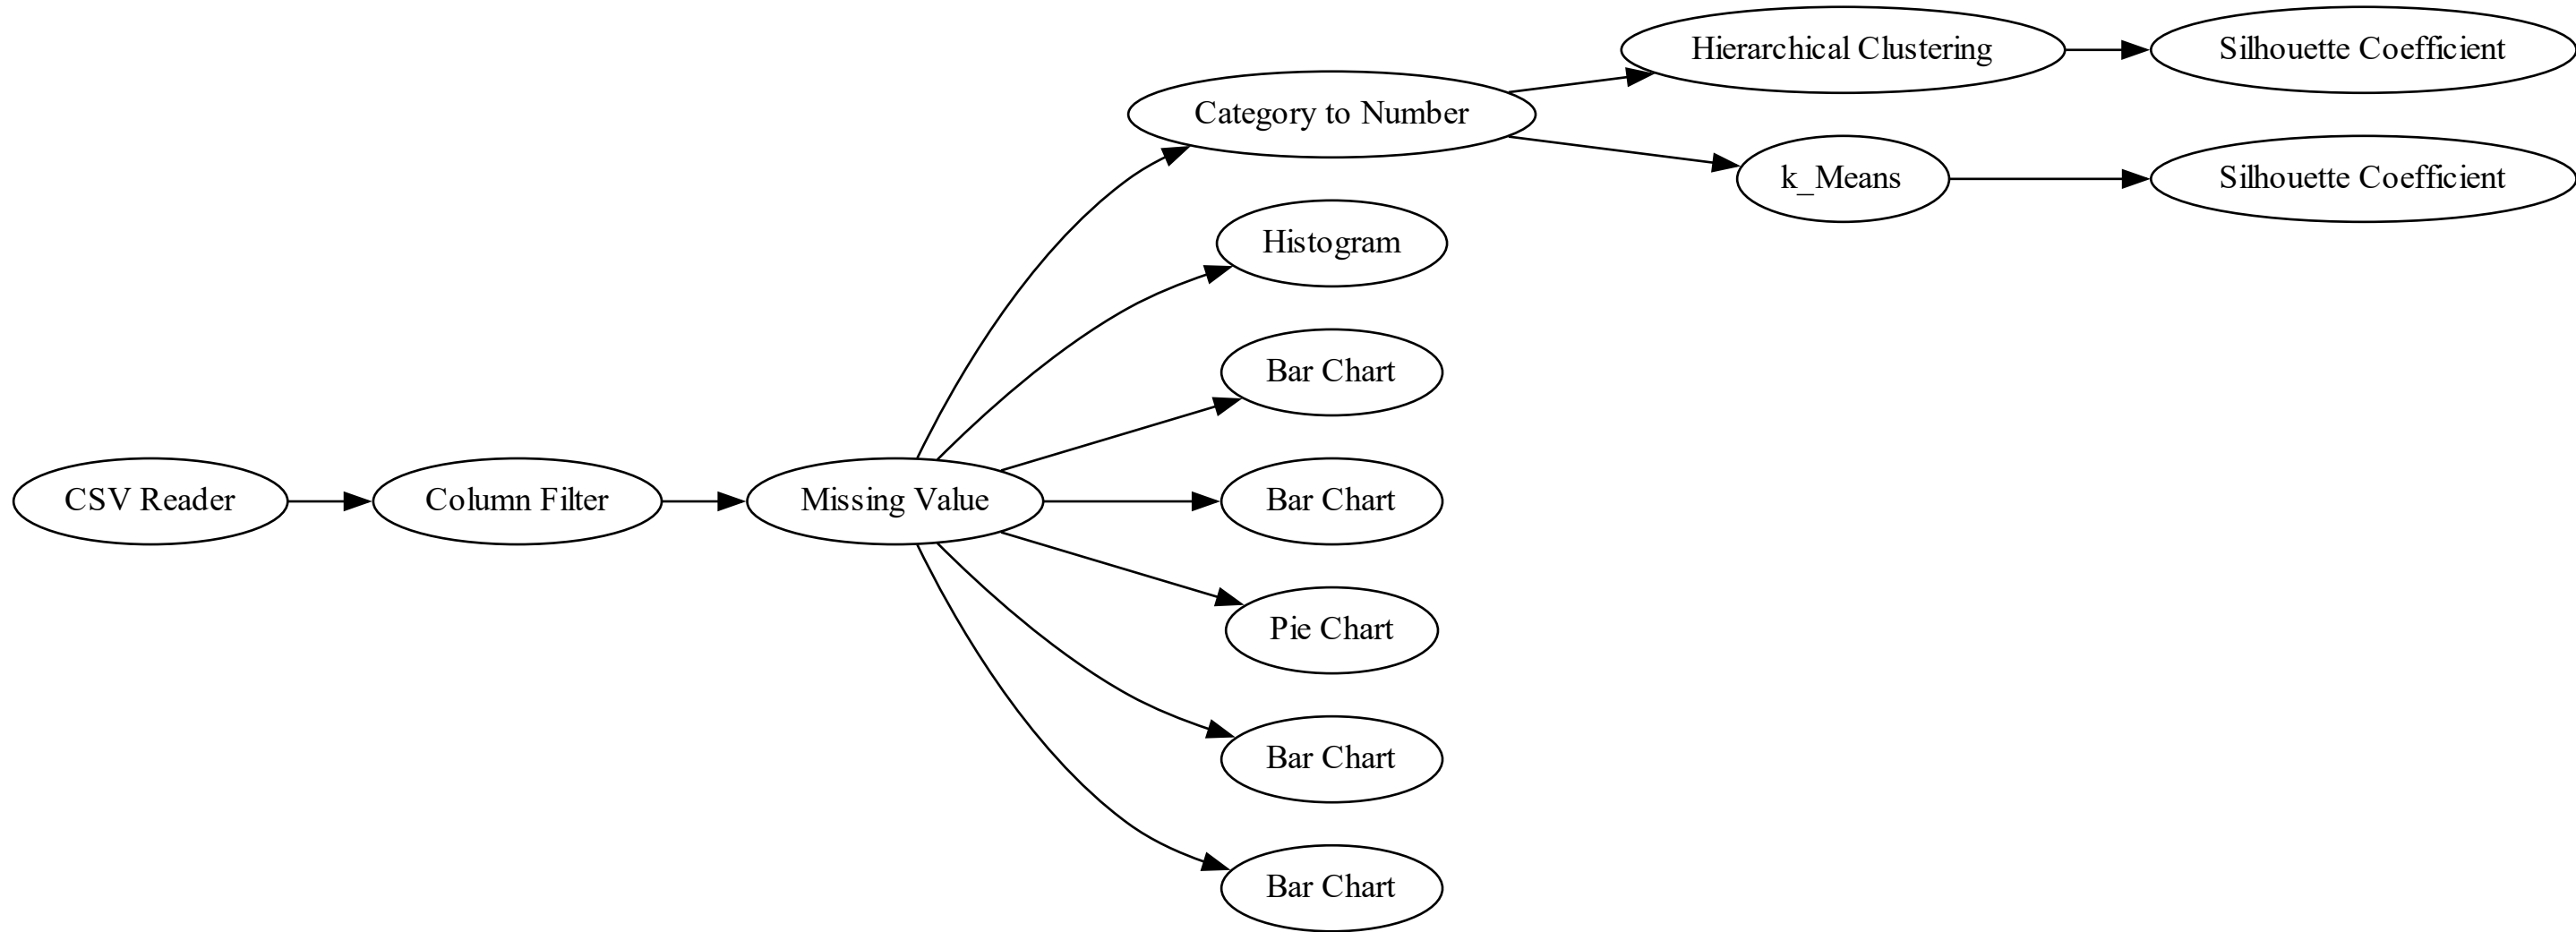 Hierarchical Clustering
Silhouette Coefficient
Category to Number
k_Means
Silhouette Coefficient
Histogram
Bar Chart
CSV Reader
Column Filter
Missing Value
Bar Chart
Pie Chart
Bar Chart
Bar Chart